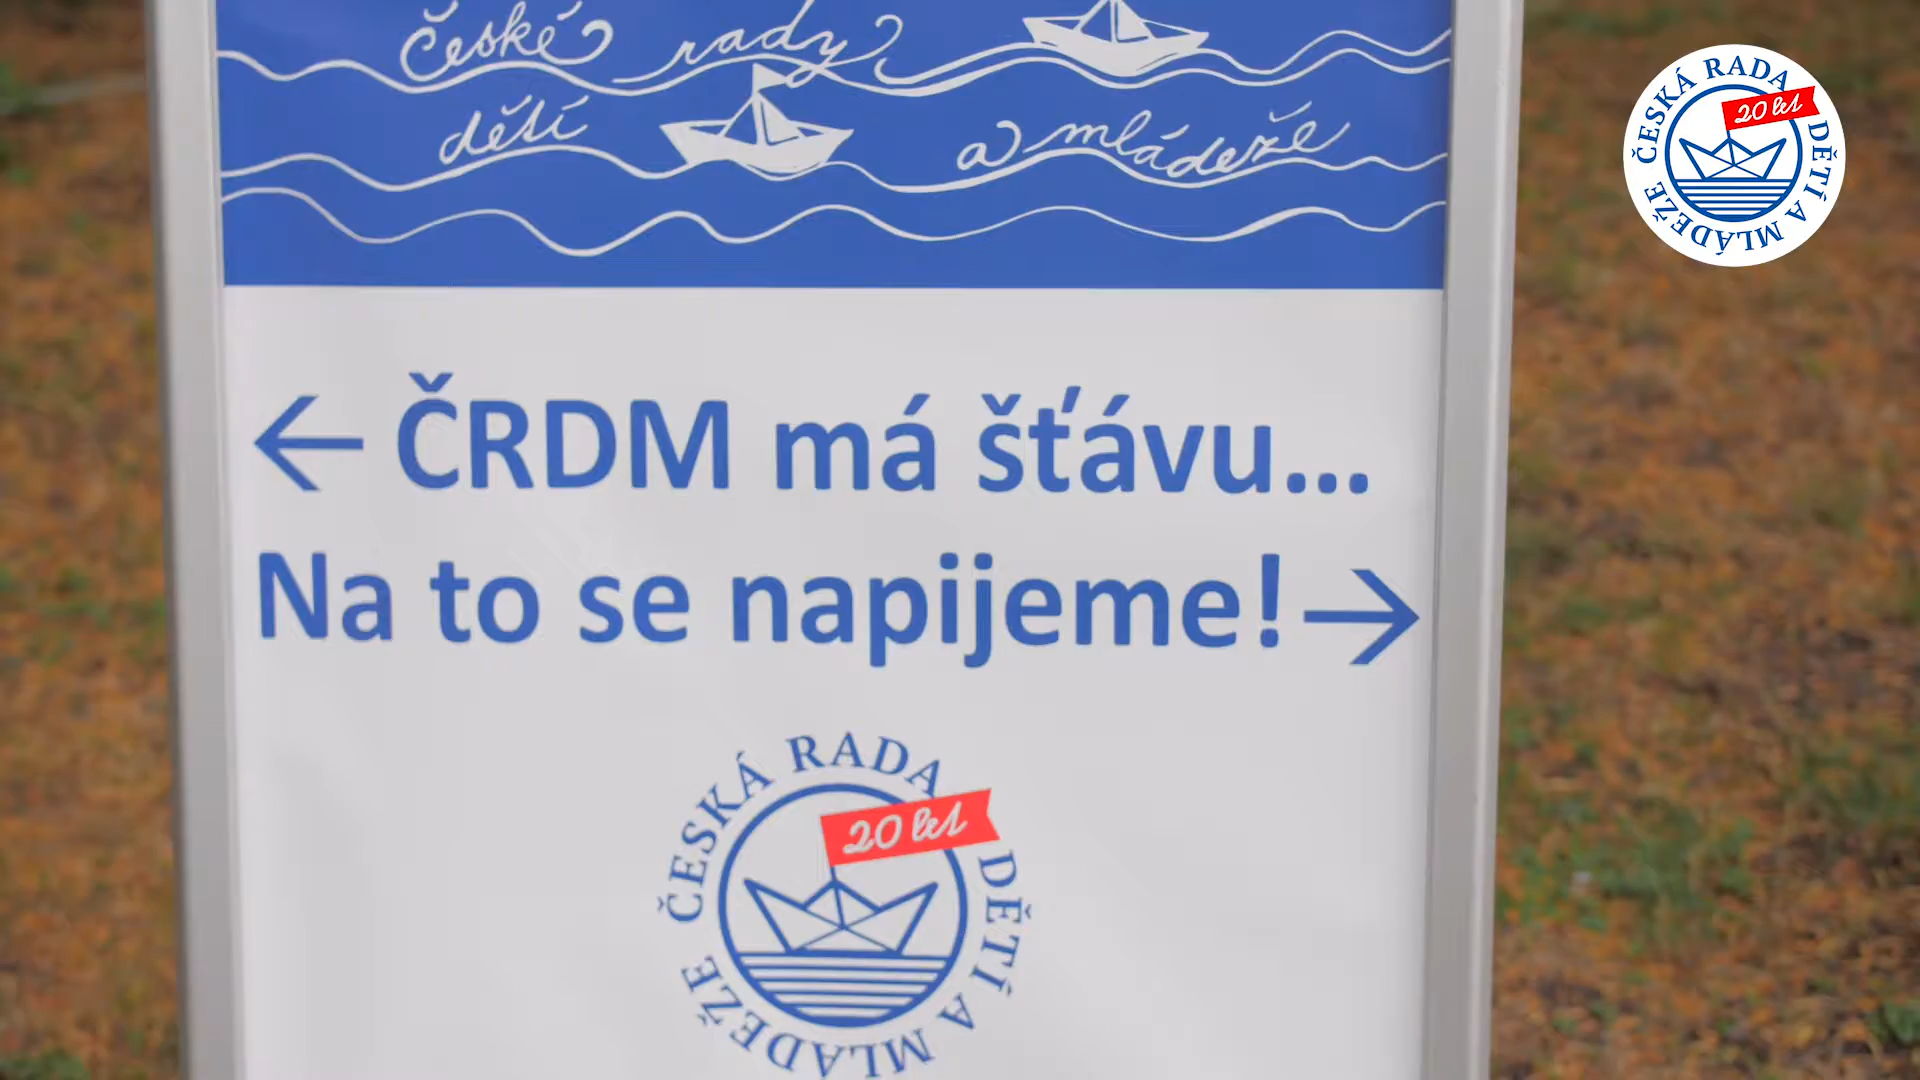 České rady
dětí a mládeže
← ČRDM má šťávu...
Na to se napijeme! →
ČESKÁ RADA DĚTÍ A MLÁDEŽE
20 let
ČESKÁ RADA DĚTÍ A MLÁDEŽE
20 let